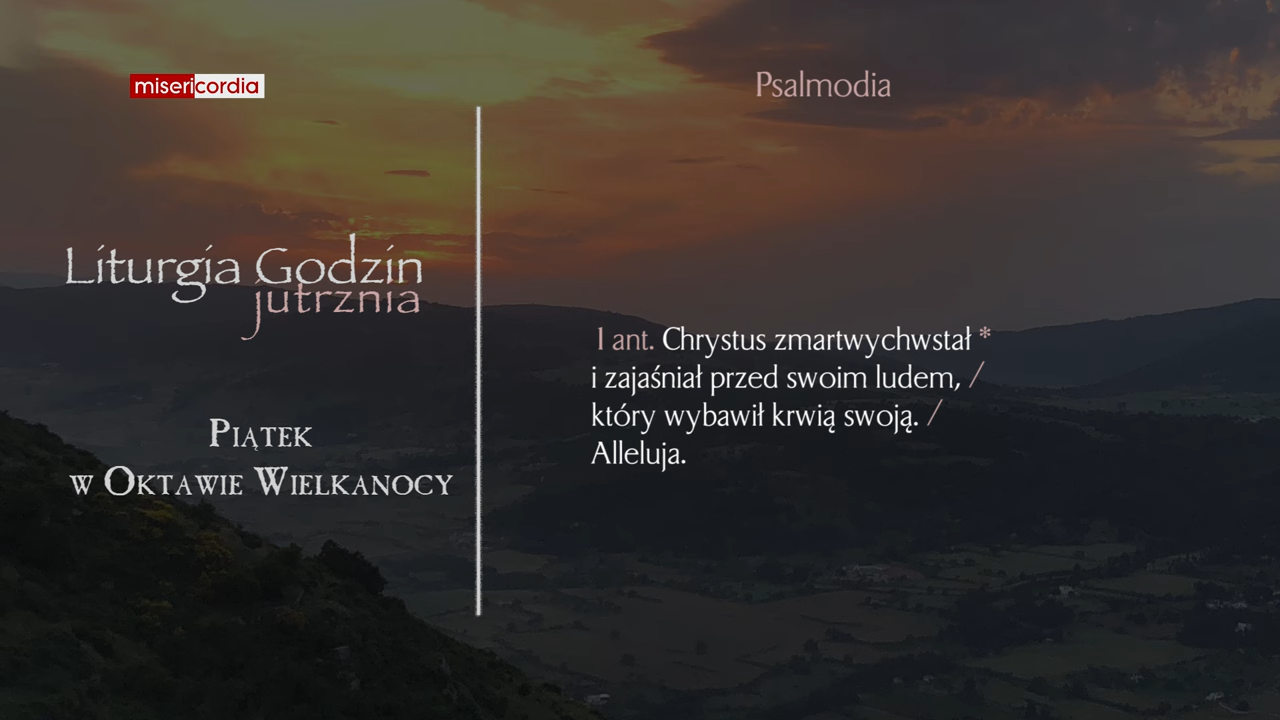 misericordia
Liturgia Godzin
jutrznia
Piątek
w Oktawie Wielkanocy
Psalmodia
1 ant. Chrystus zmartwychwstał *
i zajaśniał przed swoim ludem, /
który wybawił krwią swoją. /
Alleluja.